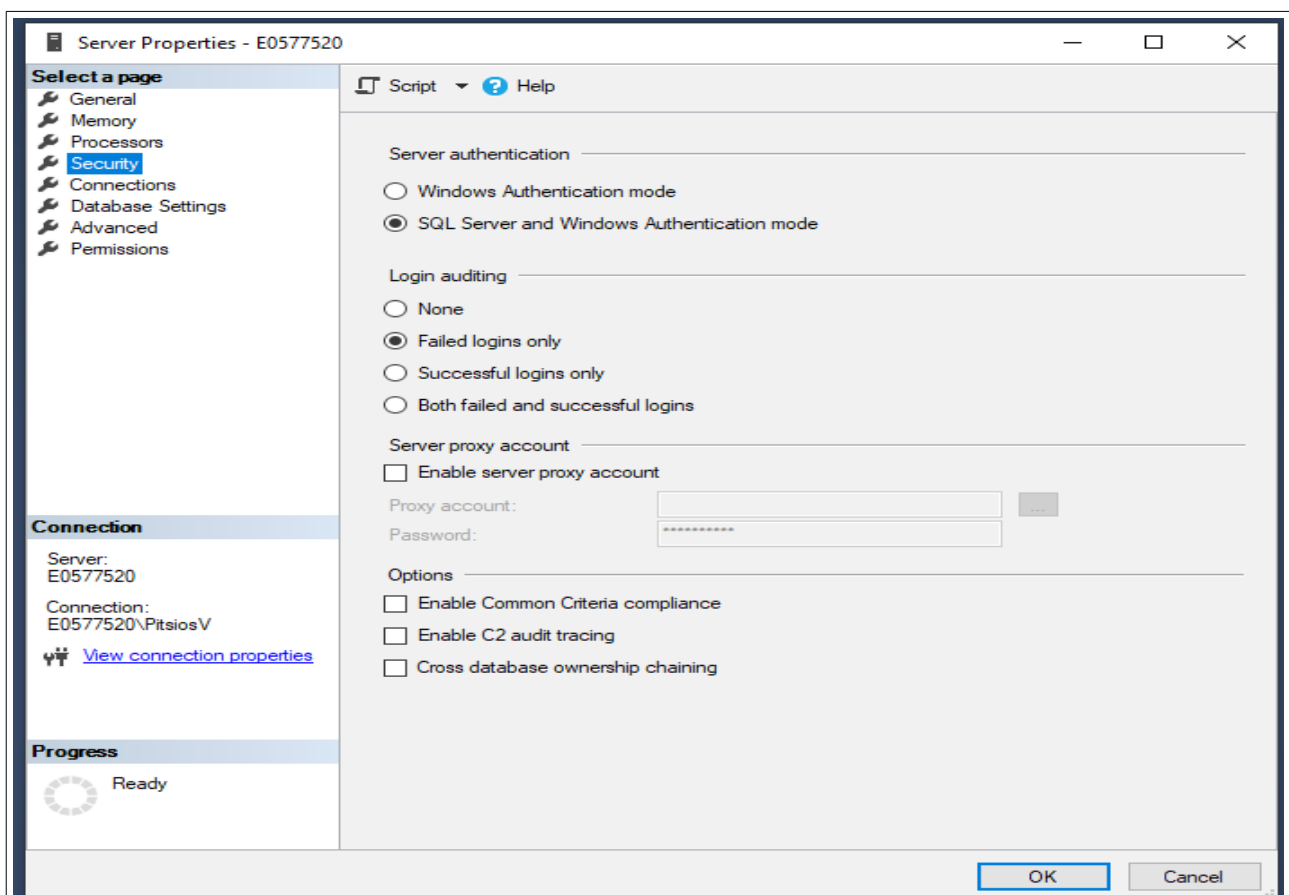 Server Properties - E0577520
Select a page
General
Memory
Processors
Security
Connections
Database Settings
Advanced
Permissions
Connection
Server:
E0577520
Connection:
E0577520\PitsiosV
View connection properties
Progress
Ready
Script
Help
Server authentication
Windows Authentication mode
SQL Server and Windows Authentication mode
Login auditing
None
Failed logins only
Successful logins only
Both failed and successful logins
Server proxy account
Enable server proxy account
Proxy account:
...
Password:
**********
Options
Enable Common Criteria compliance
Enable C2 audit tracing
Cross database ownership chaining
OK
Cancel